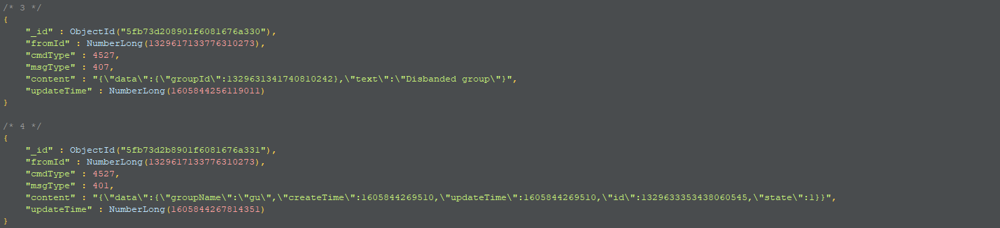 /* 3 */
{
"_id" : ObjectId("5fb73d208901f6081676a330"),
"fromId" : NumberLong(1329617133776310273),
"cmdType" : 4527,
"msgType" : 407,
"content" : "{\"data\":{\"groupId\":1329631341740810242},\"text\":\"Disbanded group\"}",
"updateTime" : NumberLong(1605844256119011)
}
/* 4 */
{
"_id" : ObjectId("5fb73d2b8901f6081676a331"),
"fromId" : NumberLong(1329617133776310273),
"cmdType" : 4527,
"msgType" : 401,
"content" : "{\"data\":{\"groupName\":\"gu\",\"createTime\":1605844269510,\"updateTime\":1605844269510,\"id\":1329633353438060545,\"state\":1}}",
"updateTime" : NumberLong(1605844267814351)
}